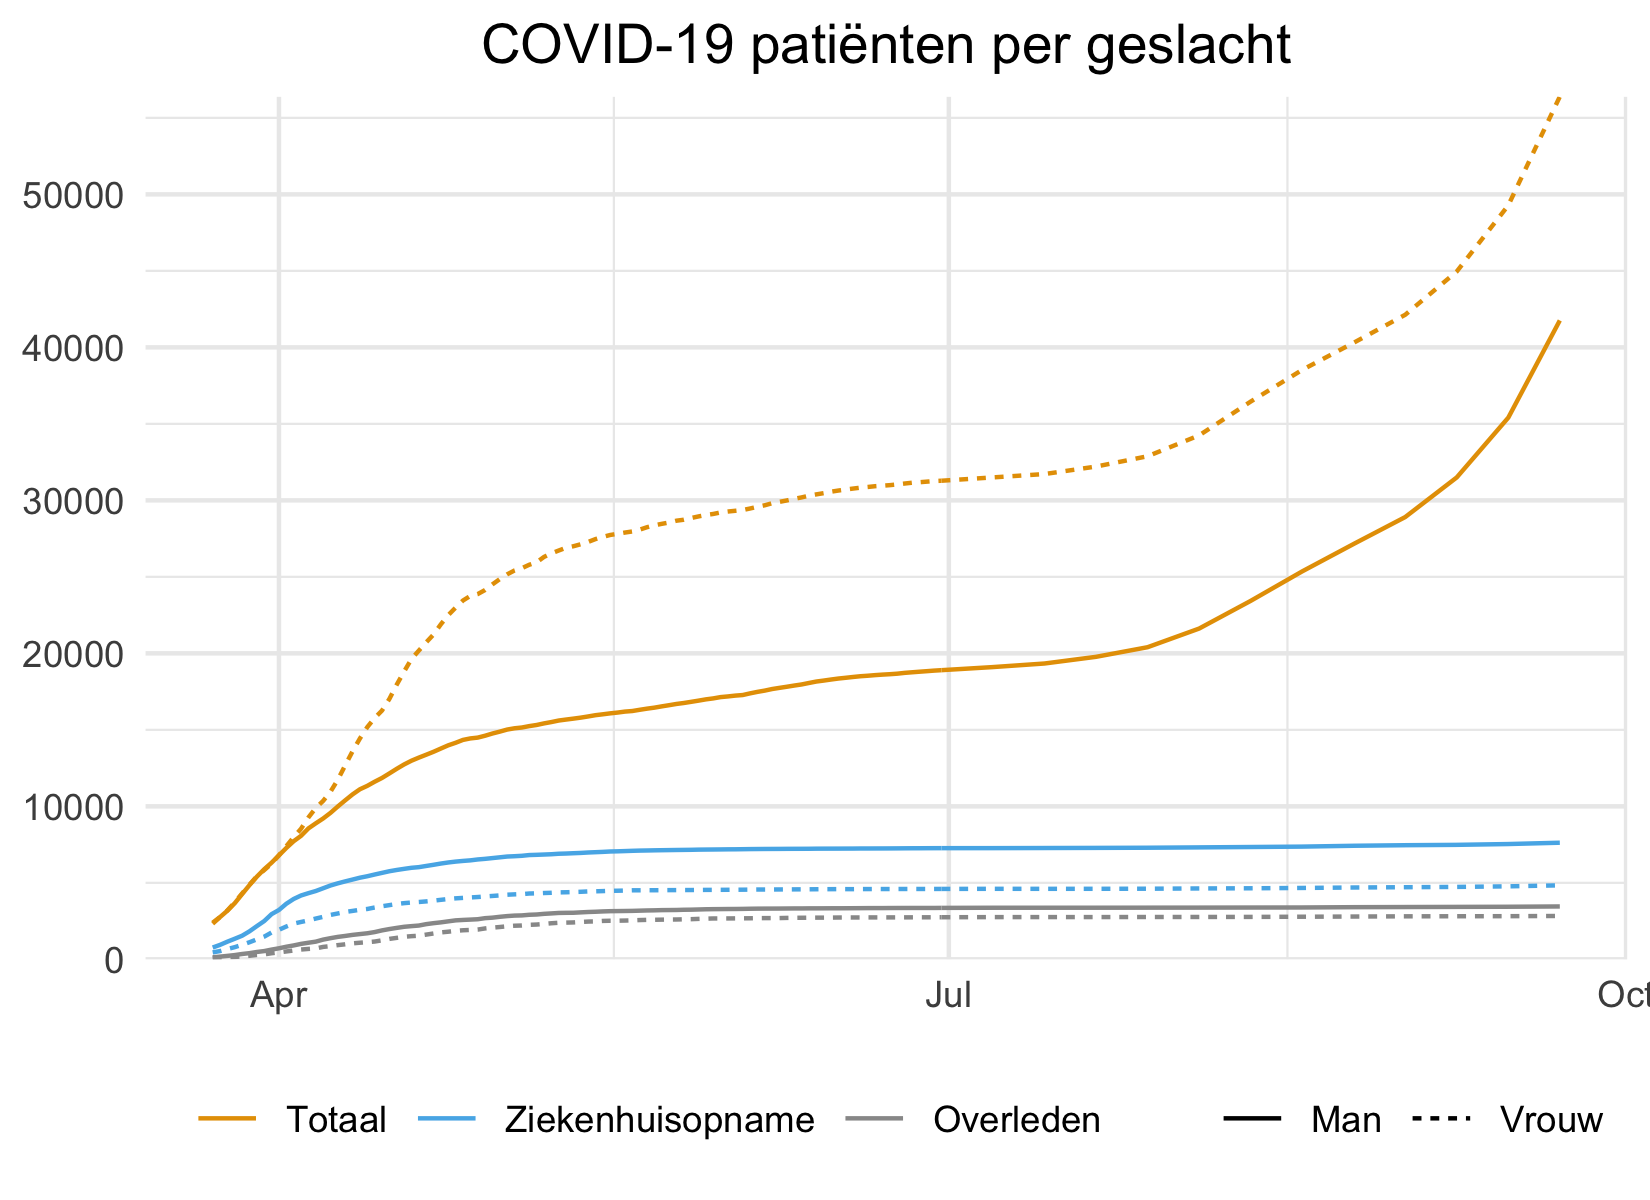 COVID-19 patiënten per geslacht
50000
40000
30000
20000
10000
0
Apr Jul Oct
Totaal Ziekenhuisopname Overleden Man Vrouw